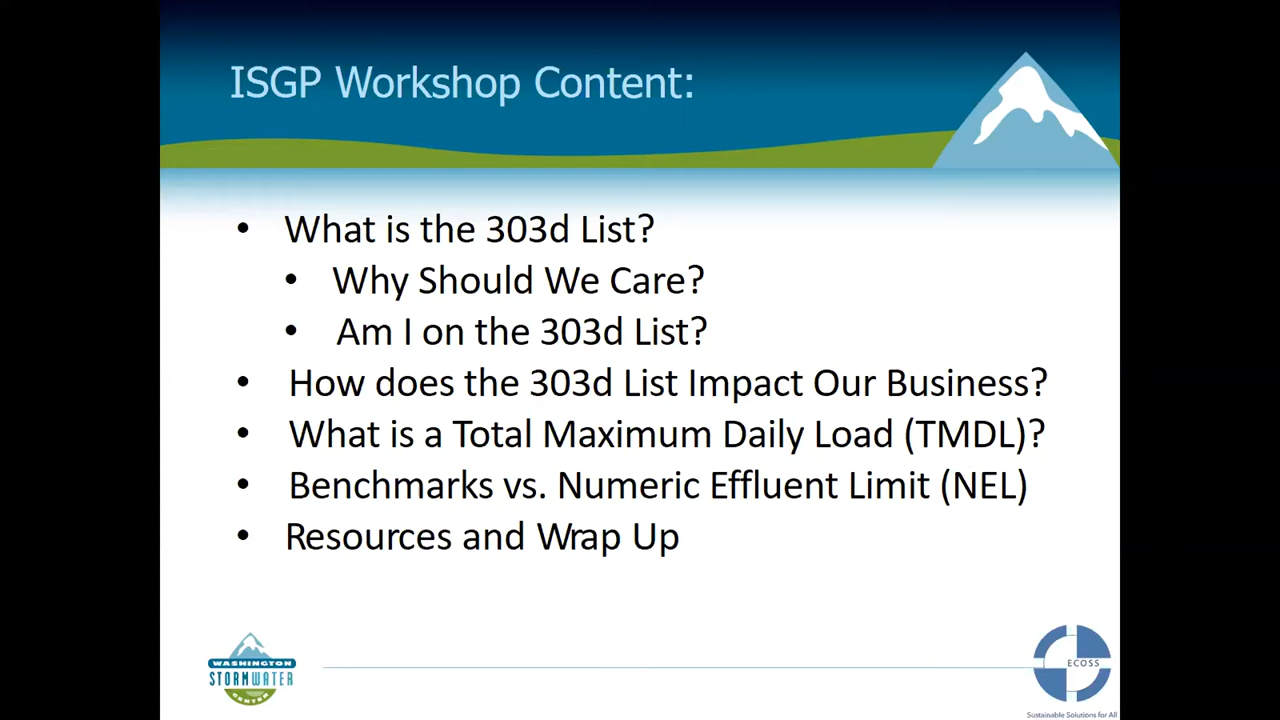 ISGP Workshop Content:
• What is the 303d List?
• Why Should We Care?
• Am I on the 303d List?
• How does the 303d List Impact Our Business?
• What is a Total Maximum Daily Load (TMDL)?
• Benchmarks vs. Numeric Effluent Limit (NEL)
• Resources and Wrap Up
WASHINGTON
STORMWATER
CENTER
ECOSS
Sustainable Solutions for All